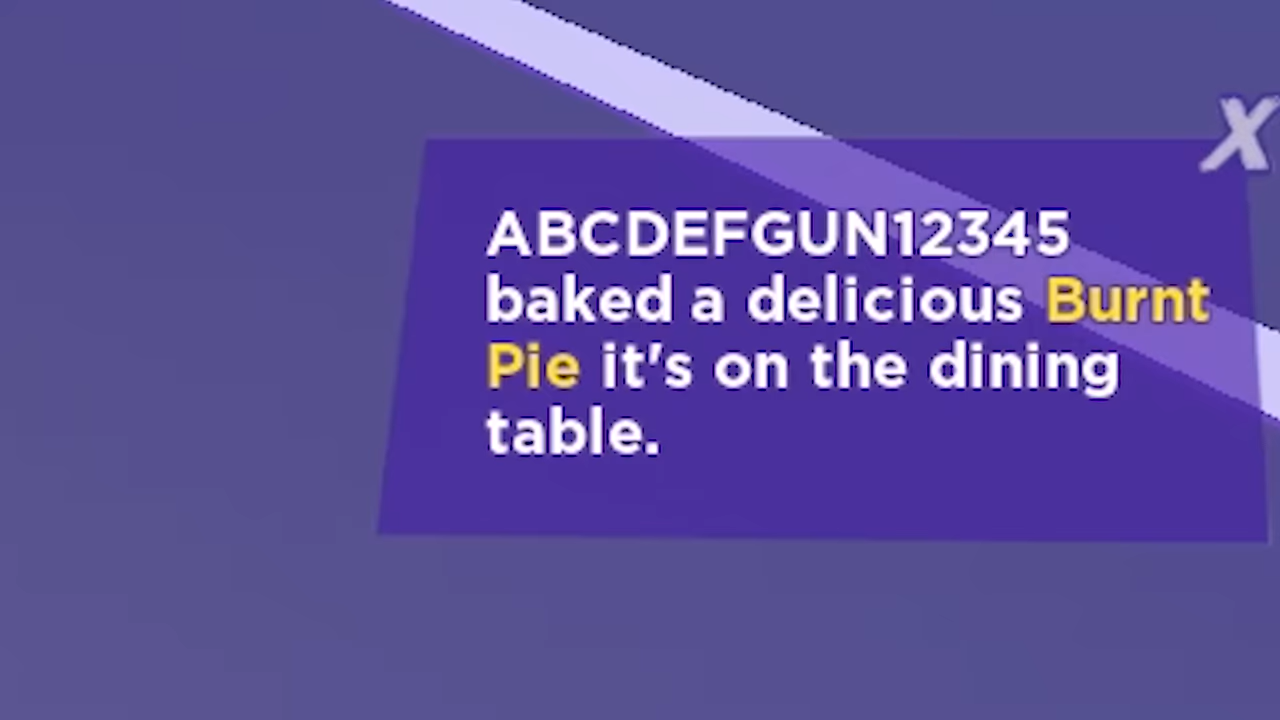 X
ABCDEFGUN12345
baked a delicious Burnt
Pie it's on the dining
table.